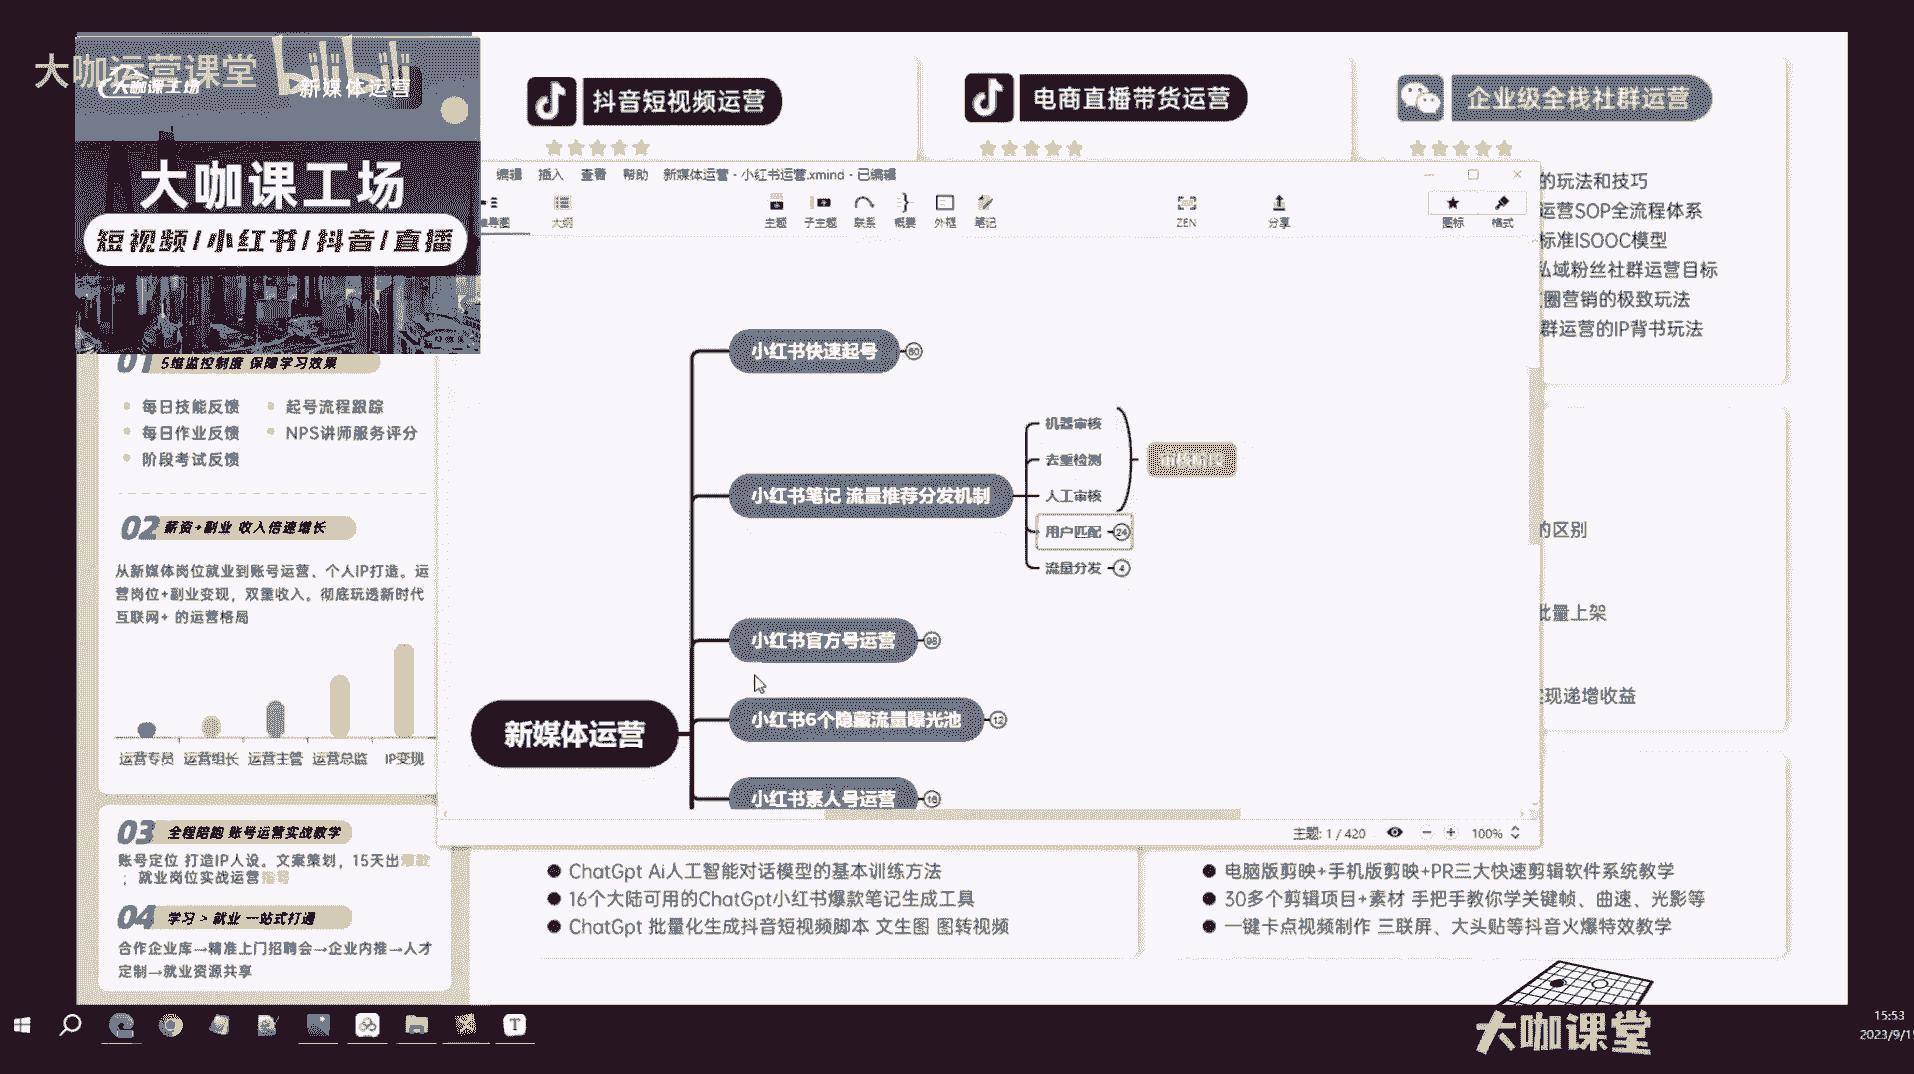 大咖运营课堂 bilibili
大咖课工场
新媒体运营
大咖课工场
短视频/小红书/抖音/直播
抖音短视频运营
电商直播带货运营
企业级全栈社群运营
编辑 插入 查看 帮助 新媒体运营 - 小红书运营.xmind - 已编辑
大纲
主题 子主题 联系 概要 外框 笔记
ZEN
分享
图标 格式
的玩法和技巧
运营SOP全流程体系
标准ISOOC模型
私域粉丝社群运营目标
圈营销的极致玩法
群运营的IP背书玩法
的区别
批量上架
现递增收益
01 5维监控制度 保障学习效果
每日技能反馈
起号流程跟踪
每日作业反馈
NPS讲师服务评分
阶段考试反馈
02 薪资+副业 收入倍速增长
从新媒体岗位就业到账号运营、个人IP打造。运
营岗位+副业变现，双重收入。彻底玩透新时代
互联网+ 的运营格局
运营专员 运营组长 运营主管 运营总监 IP变现
03 全程陪跑 账号运营实战教学
账号定位 打造IP人设。文案策划，15天出爆款
；就业岗位实战运营指导
04 学习 > 就业 一站式打通
合作企业库→精准上门招聘会→企业内推→人才
定制→就业资源共享
新媒体运营
小红书快速起号 60
小红书笔记 流量推荐分发机制
机器审核
去重检测
人工审核
审核阶段
用户匹配 24
流量分发 4
小红书官方号运营 98
小红书6个隐藏流量曝光池 12
小红书素人号运营 16
主题: 1 / 420
100%
ChatGpt Ai人工智能对话模型的基本训练方法
16个大陆可用的ChatGpt小红书爆款笔记生成工具
ChatGpt 批量化生成抖音短视频脚本 文生图 图转视频
电脑版剪映+手机版剪映+PR三大快速剪辑软件系统教学
30多个剪辑项目+素材 手把手教你学关键帧、曲速、光影等
一键卡点视频制作 三联屏、大头贴等抖音火爆特效教学
大咖课堂
15:53
2023/9/1